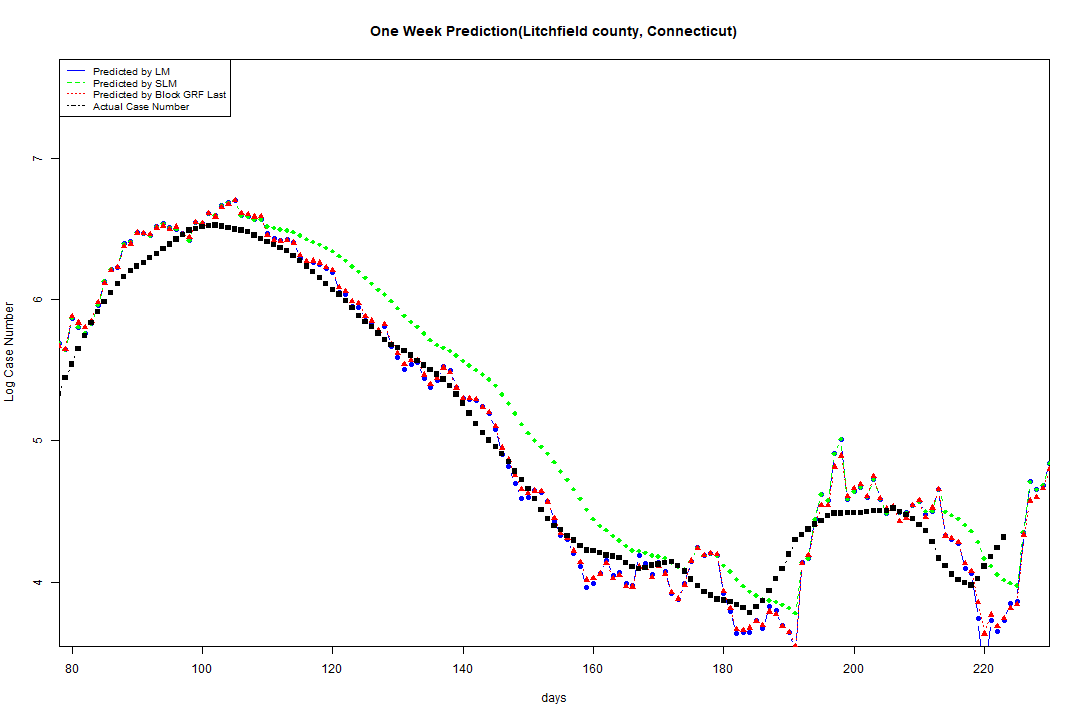 One Week Prediction(Litchfield county, Connecticut)
Predicted by LM
Predicted by SLM
Predicted by Block GRF Last
Actual Case Number
7
6
5
4
Log Case Number
80 100 120 140 160 180 200 220
days